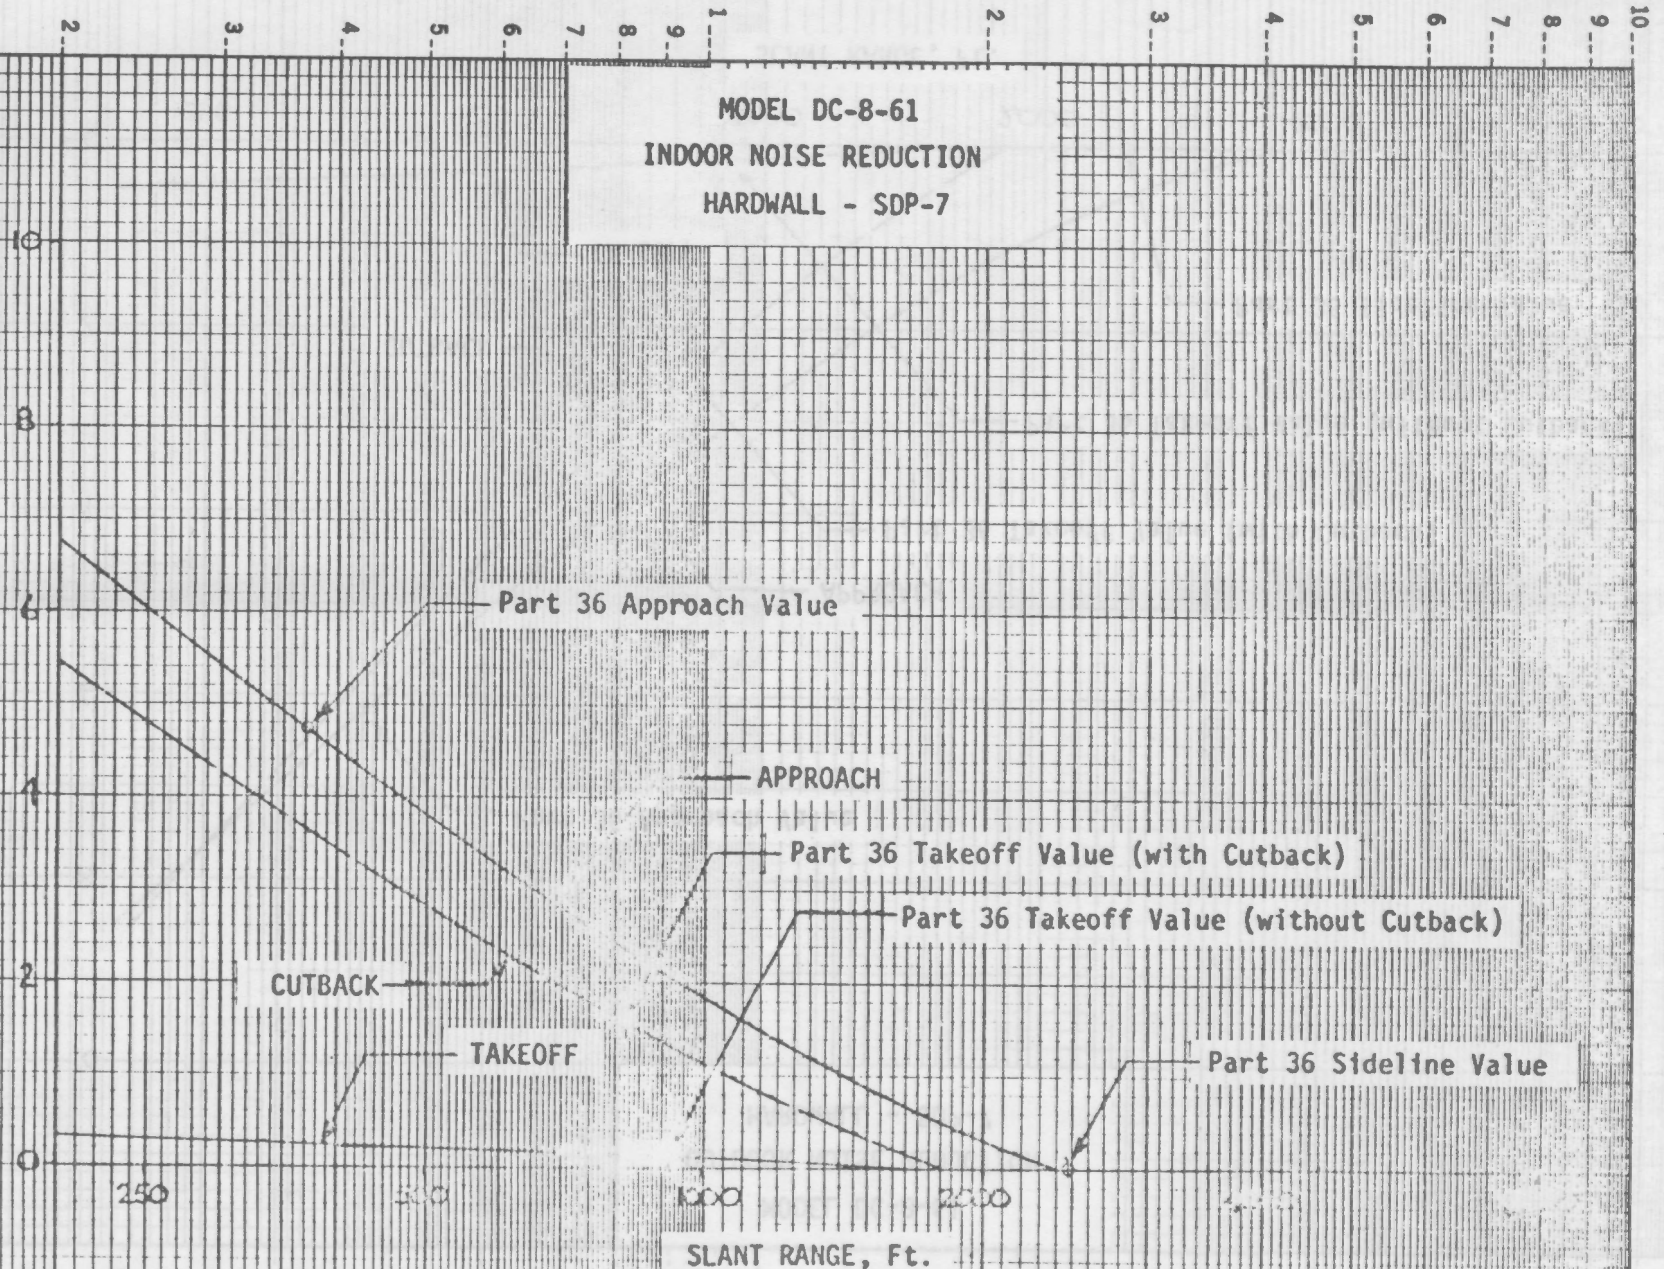 2 3 4 5 6 7 8 9 1 2 3 4 5 6 7 8 9 10
MODEL DC-8-61
INDOOR NOISE REDUCTION
HARDWALL - SDP-7
10
8
6
Part 36 Approach Value
4
APPROACH
Part 36 Takeoff Value (with Cutback)
Part 36 Takeoff Value (without Cutback)
2
CUTBACK
TAKEOFF
Part 36 Sideline Value
0
250 500 1000 2000
SLANT RANGE, Ft.